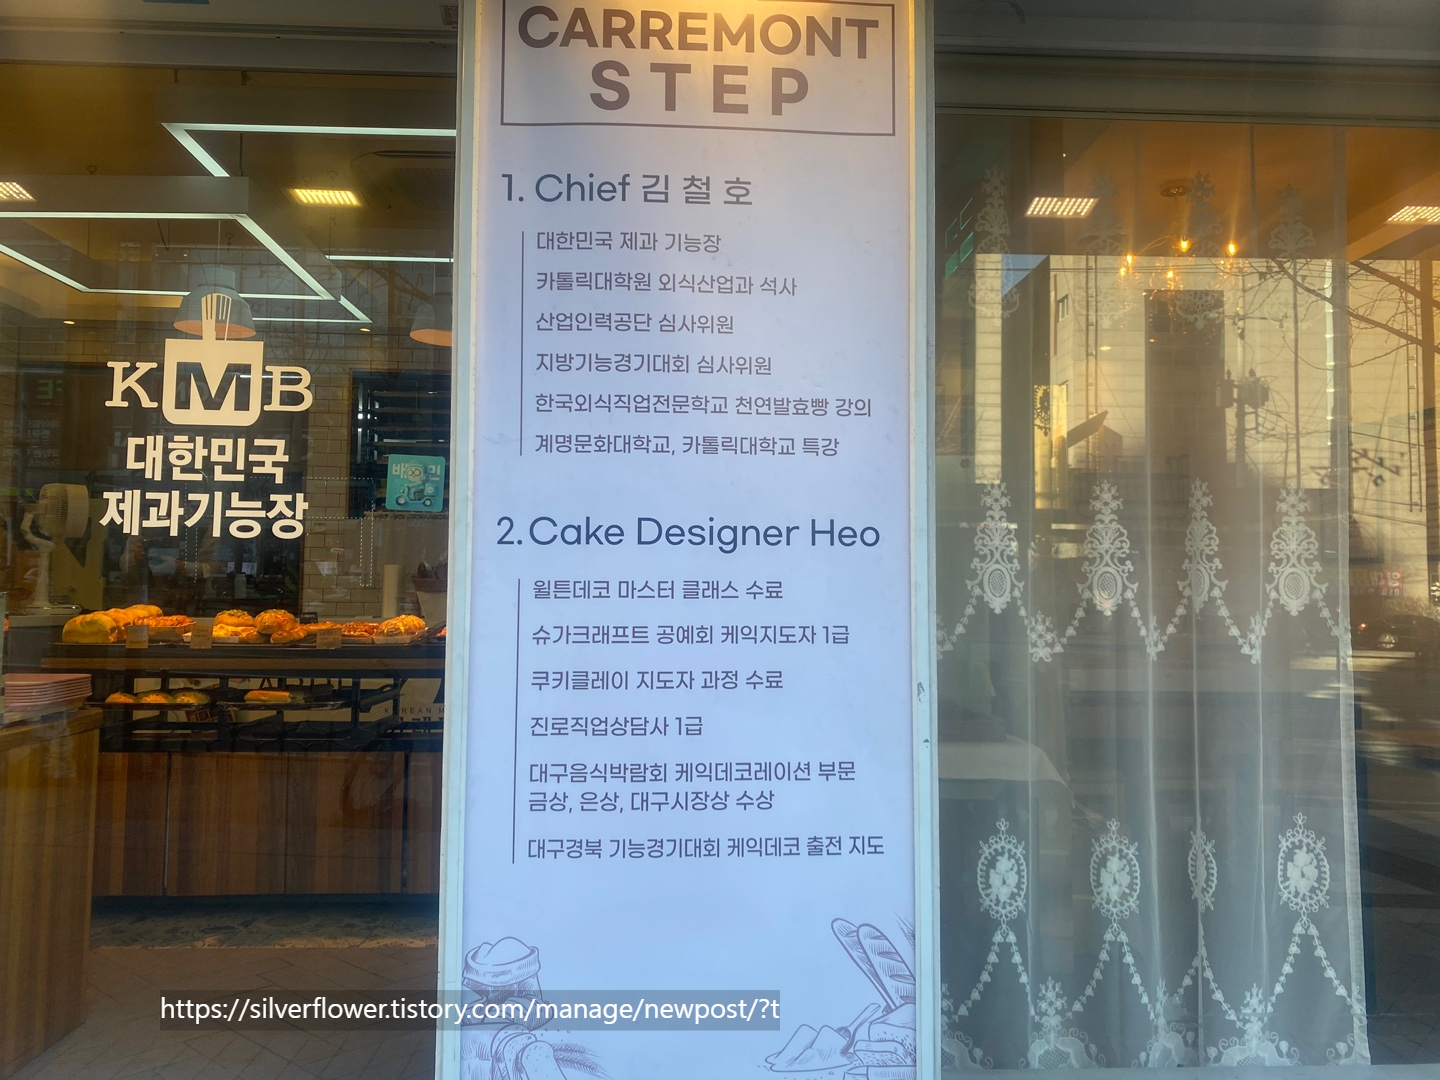 CARREMONT
STEP
1. Chief 김철호
대한민국 제과 기능장
카톨릭대학원 외식산업과 석사
산업인력공단 심사위원
지방기능경기대회 심사위원
한국외식직업전문학교 천연발효빵 강의
계명문화대학교, 카톨릭대학교 특강
2. Cake Designer Heo
윌튼데코 마스터 클래스 수료
슈가크래프트 공예회 케익지도자 1급
쿠키클레이 지도자 과정 수료
진로직업상담사 1급
대구음식박람회 케익데코레이션 부문
금상, 은상, 대구시장상 수상
대구경북 기능경기대회 케익데코 출전 지도
KMB
대한민국
제과기능장
배민
https://silverflower.tistory.com/manage/newpost/?t